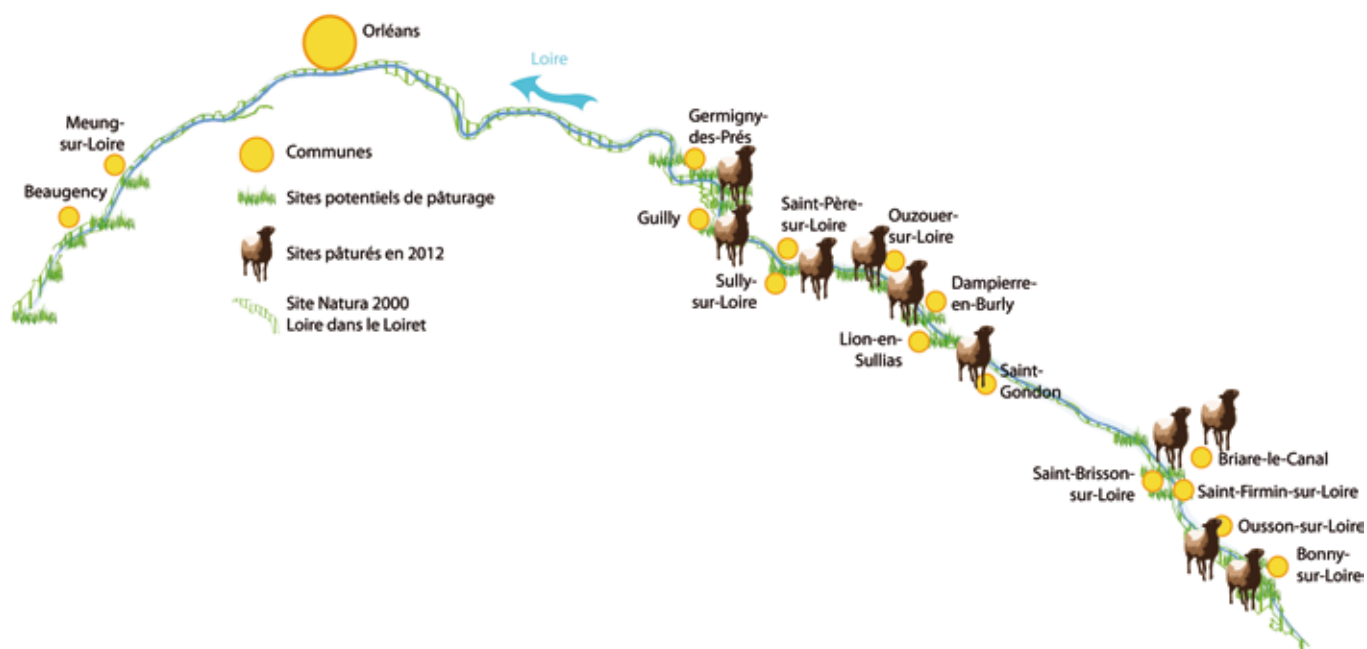 Orléans
Loire
Meung-
sur-Loire
Beaugency
Communes
Sites potentiels de pâturage
Sites pâturés en 2012
Site Natura 2000
Loire dans le Loiret
Germigny-
des-Prés
Guilly
Saint-Père-
sur-Loire
Sully-
sur-Loire
Ouzouer-
sur-Loire
Dampierre-
en-Burly
Lion-en-
Sullias
Saint-
Gondon
Briare-le-Canal
Saint-Brisson-
sur-Loire
Saint-Firmin-sur-Loire
Ousson-sur-Loire
Bonny-
sur-Loire